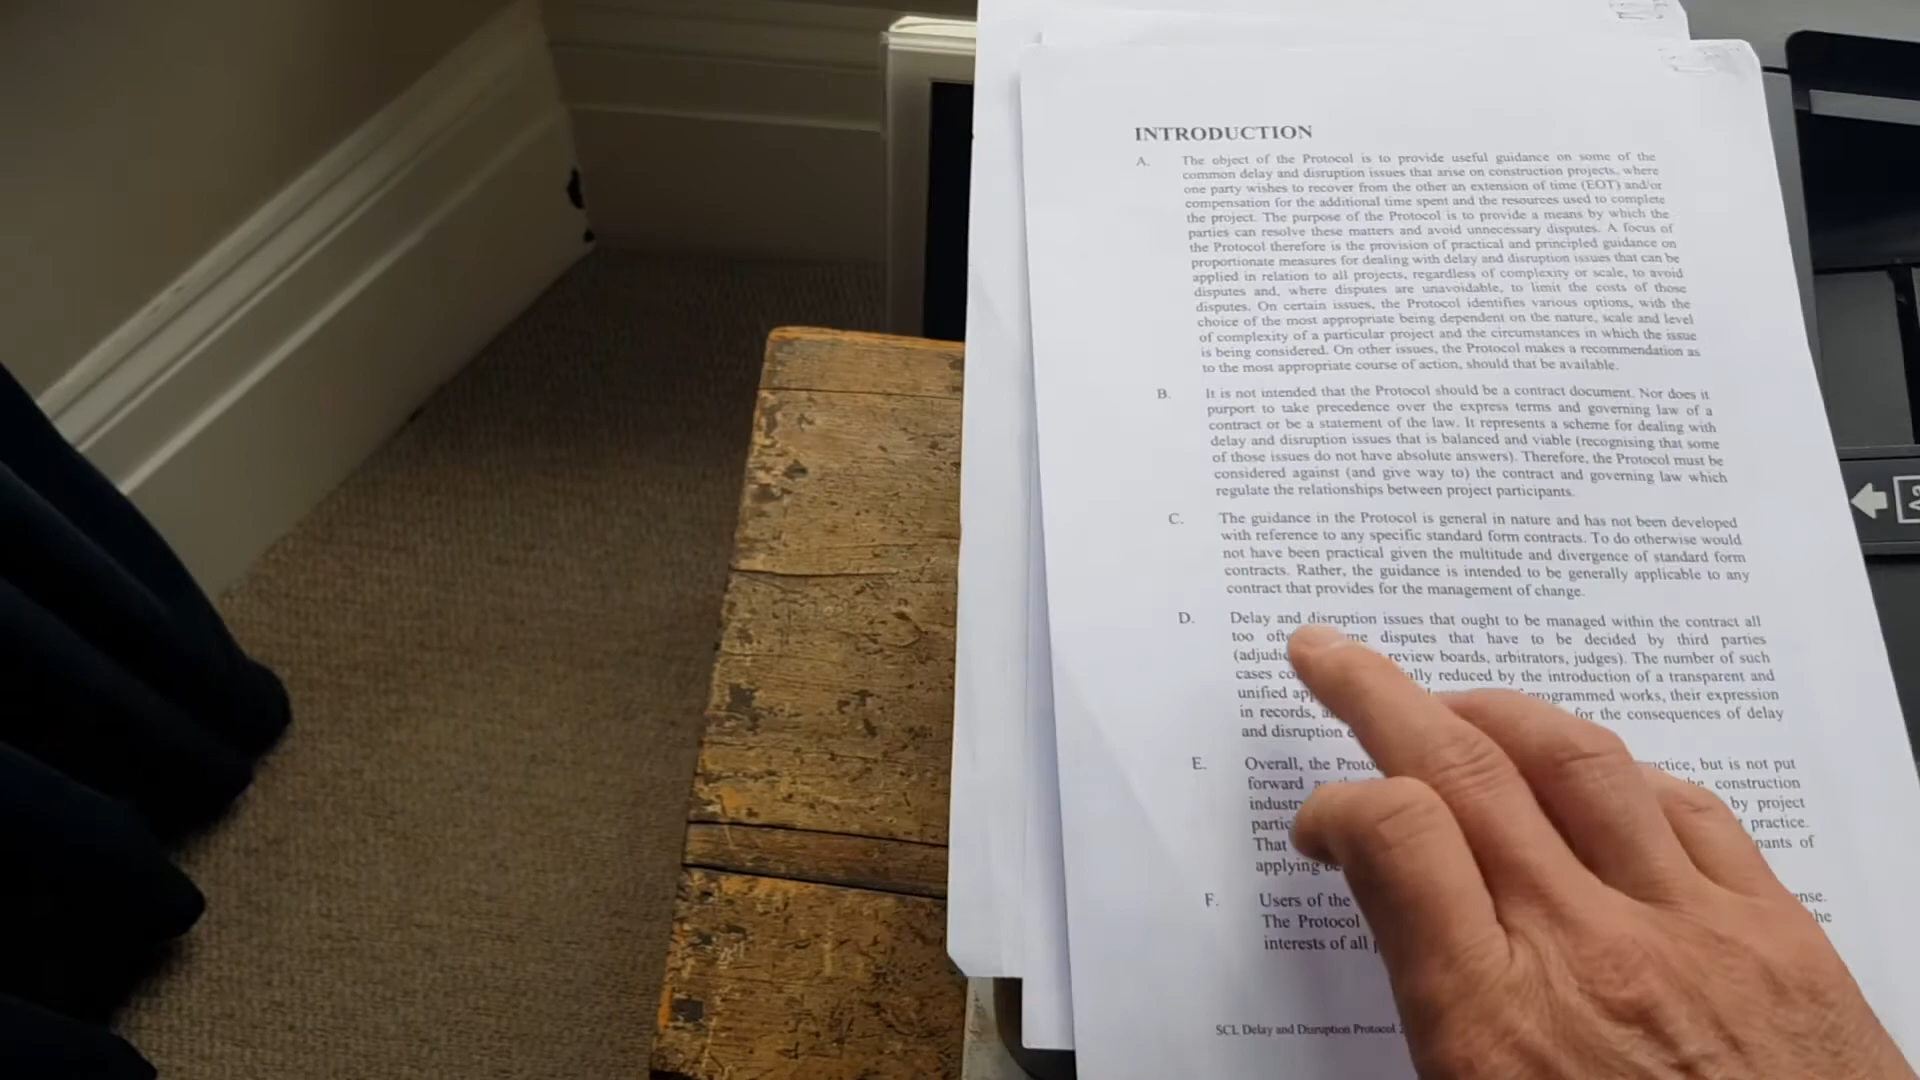 INTRODUCTION
A. The object of the Protocol is to provide useful guidance on some of the
common delay and disruption issues that arise on construction projects, where
one party wishes to recover from the other an extension of time (EOT) and/or
compensation for the additional time spent and the resources used to complete
the project. The purpose of the Protocol is to provide a means by which the
parties can resolve these matters and avoid unnecessary disputes. A focus of
the Protocol therefore is the provision of practical and principled guidance on
proportionate measures for dealing with delay and disruption issues that can be
applied in relation to all projects, regardless of complexity or scale, to avoid
disputes and, where disputes are unavoidable, to limit the costs of those
disputes. On certain issues, the Protocol identifies various options, with the
choice of the most appropriate being dependent on the nature, scale and level
of complexity of a particular project and the circumstances in which the issue
is being considered. On other issues, the Protocol makes a recommendation as
to the most appropriate course of action, should that be available.
B. It is not intended that the Protocol should be a contract document. Nor does it
purport to take precedence over the express terms and governing law of a
contract or be a statement of the law. It represents a scheme for dealing with
delay and disruption issues that is balanced and viable (recognising that some
of those issues do not have absolute answers). Therefore, the Protocol must be
considered against (and give way to) the contract and governing law which
regulate the relationships between project participants.
C. The guidance in the Protocol is general in nature and has not been developed
with reference to any specific standard form contracts. To do otherwise would
not have been practical given the multitude and divergence of standard form
contracts. Rather, the guidance is intended to be generally applicable to any
contract that provides for the management of change.
D. Delay and disruption issues that ought to be managed within the contract all
too disputes that have to be decided by third parties
review boards, arbitrators, judges). The number of such
cases reduced by the introduction of a transparent and
unified programmed works, their expression
in records, for the consequences of delay
and disruption
E. Overall, the but is not put
forward construction
by project
practice.
That of
applying
F. Users of the
The Protocol
interests of all
SCL Delay and Disruption Protocol